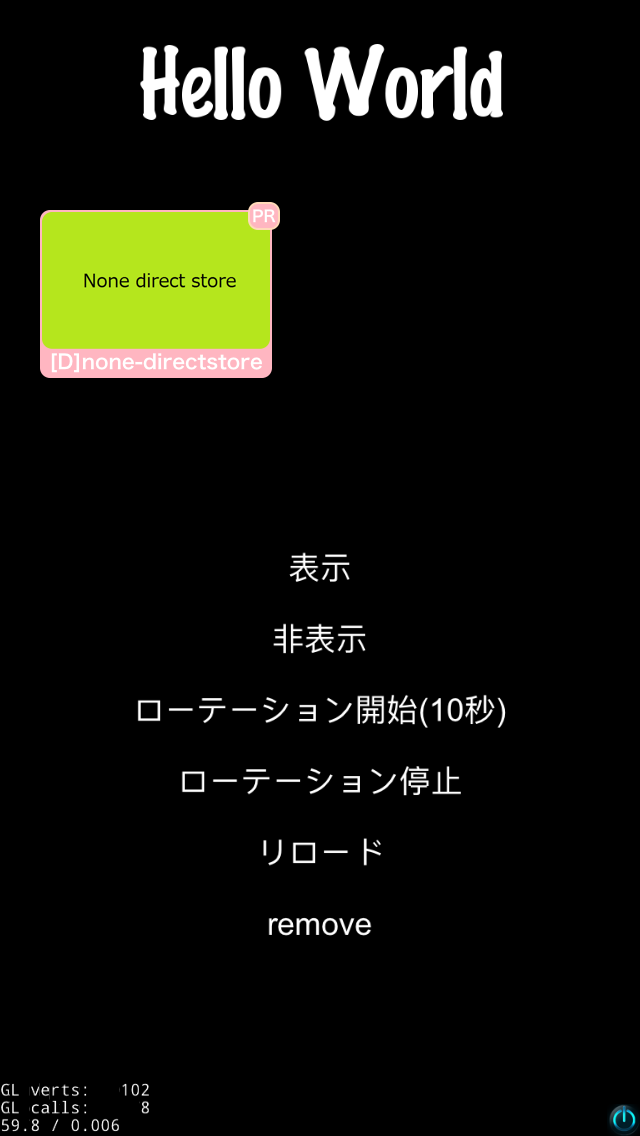 Hello World
PR
None direct store
[D]none-directstore
表示
非表示
ローテーション開始(10秒)
ローテーション停止
リロード
remove
GL verts: 102
GL calls: 8
59.8 / 0.006